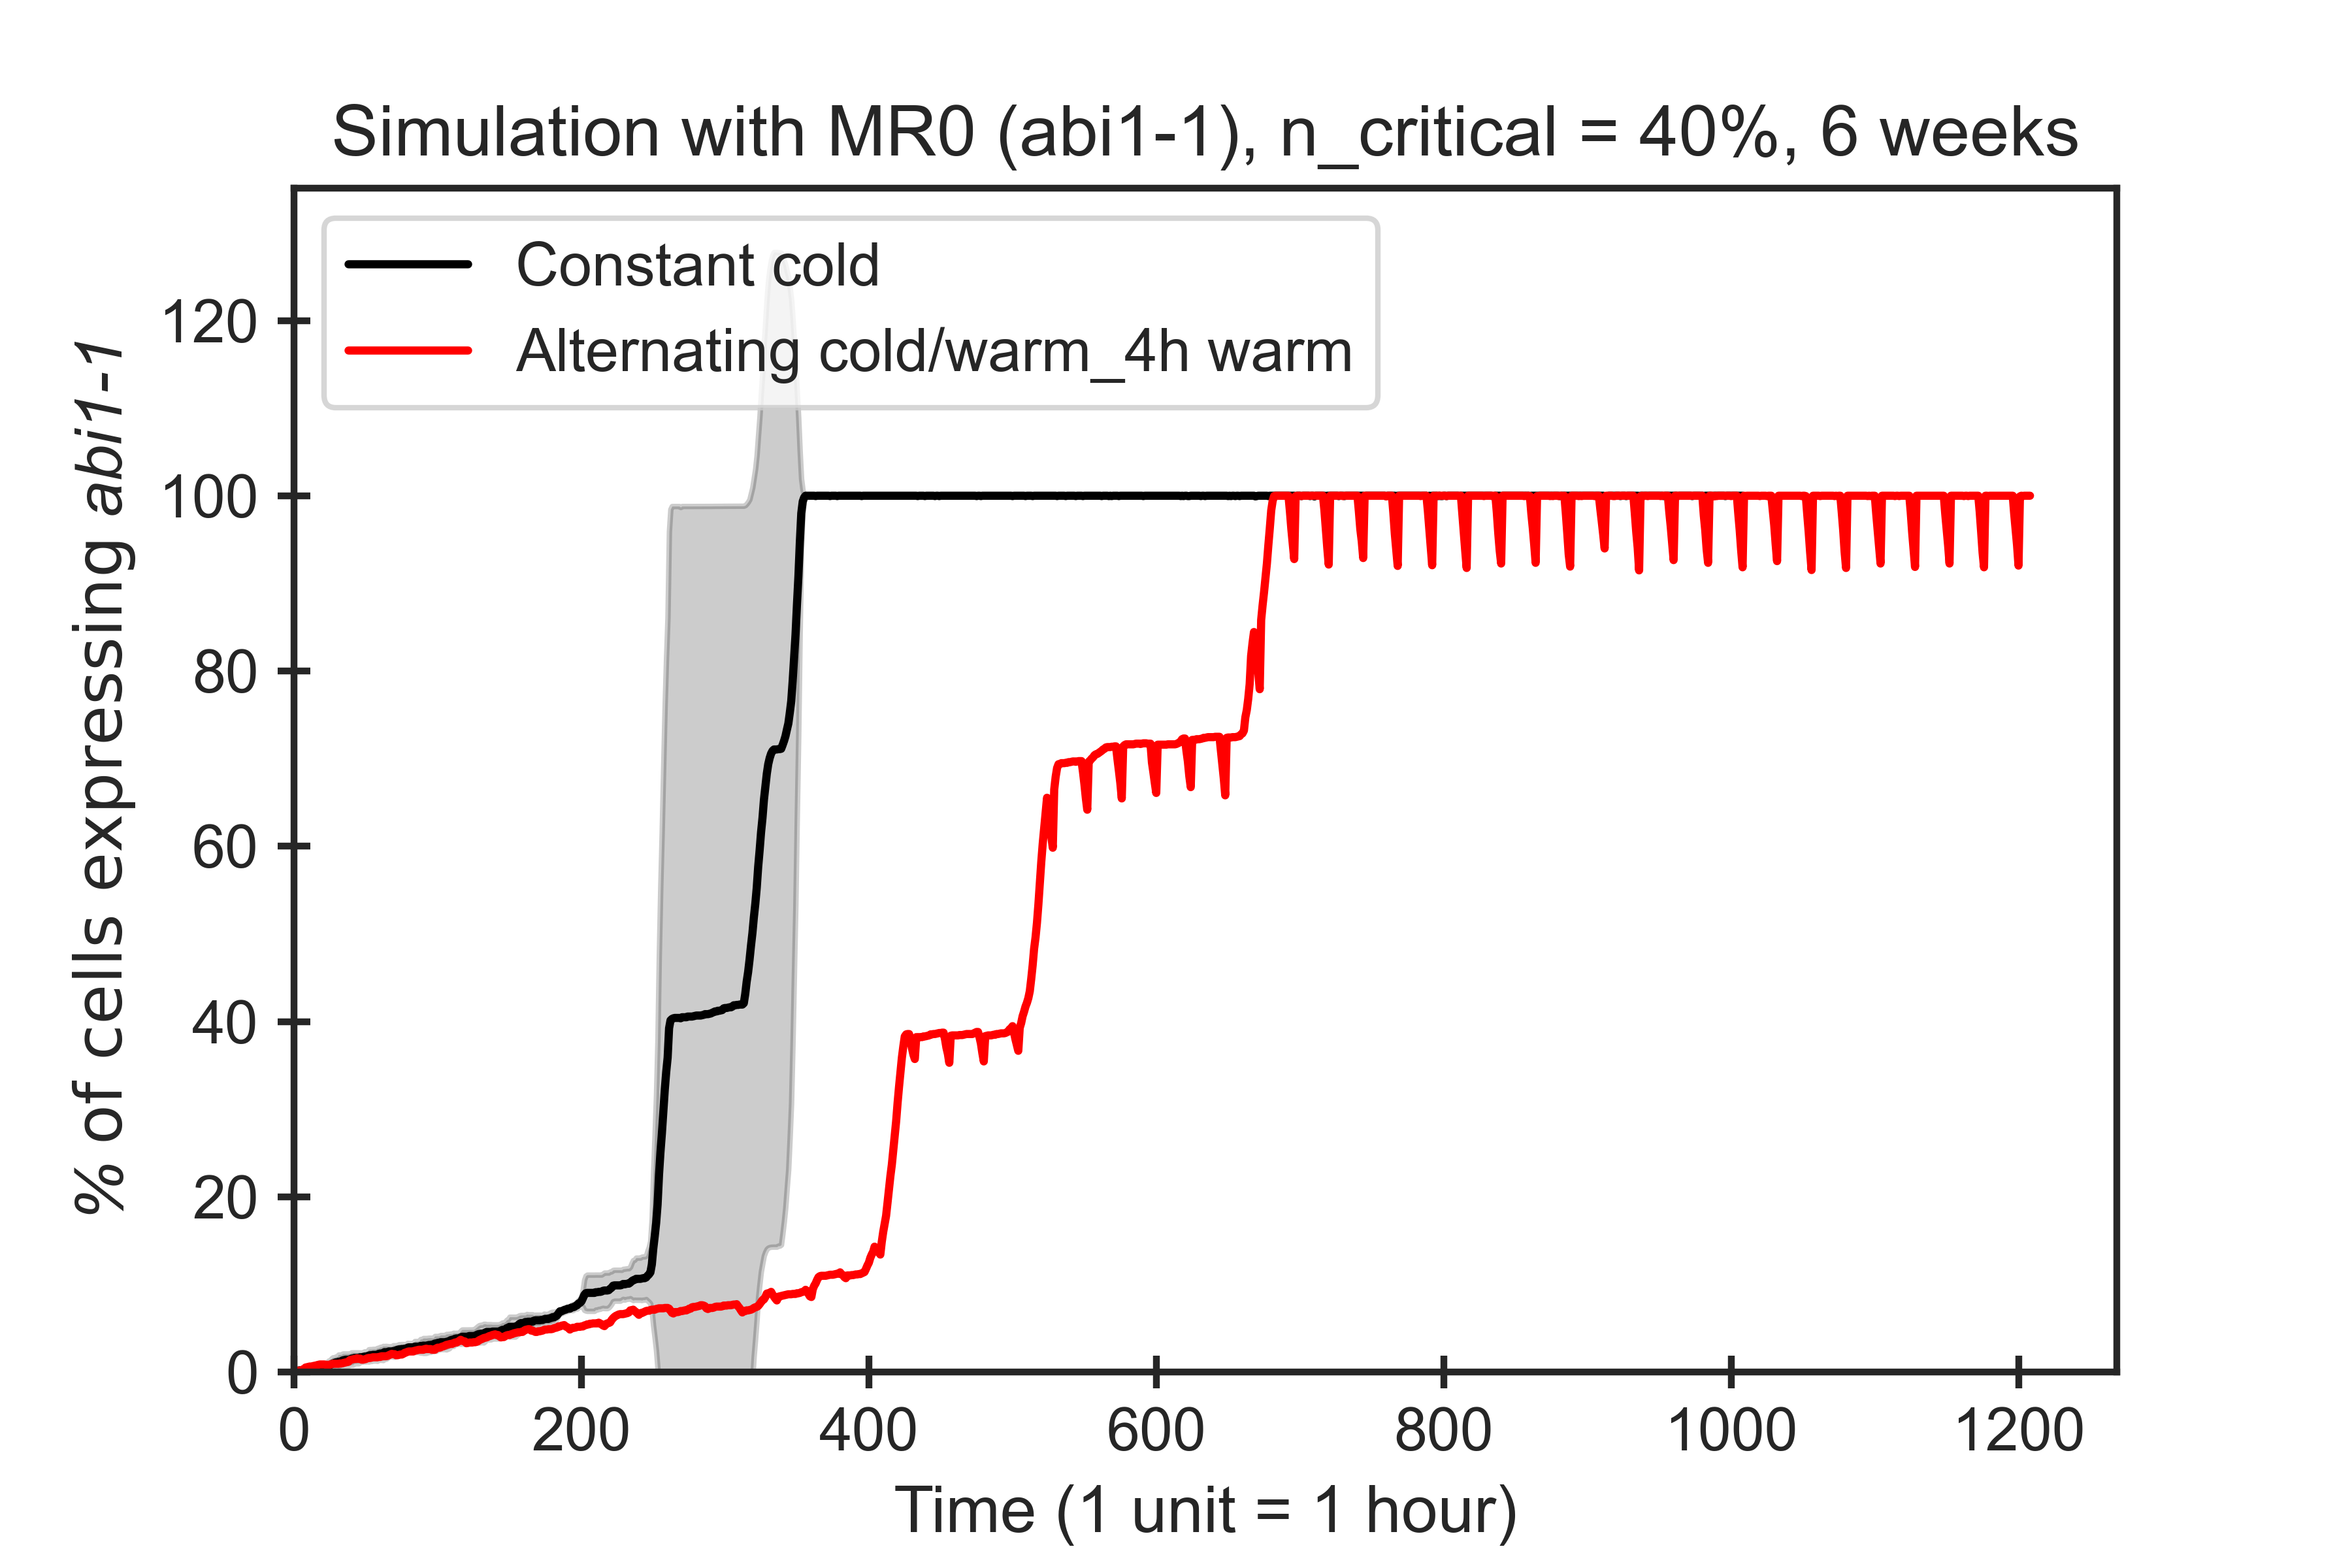 Simulation with MR0 (abi1-1), n_critical = 40%, 6 weeks
Constant cold
Alternating cold/warm_4h warm
% of cells expressing abi1-1
120
100
80
60
40
20
0
0 200 400 600 800 1000 1200
Time (1 unit = 1 hour)